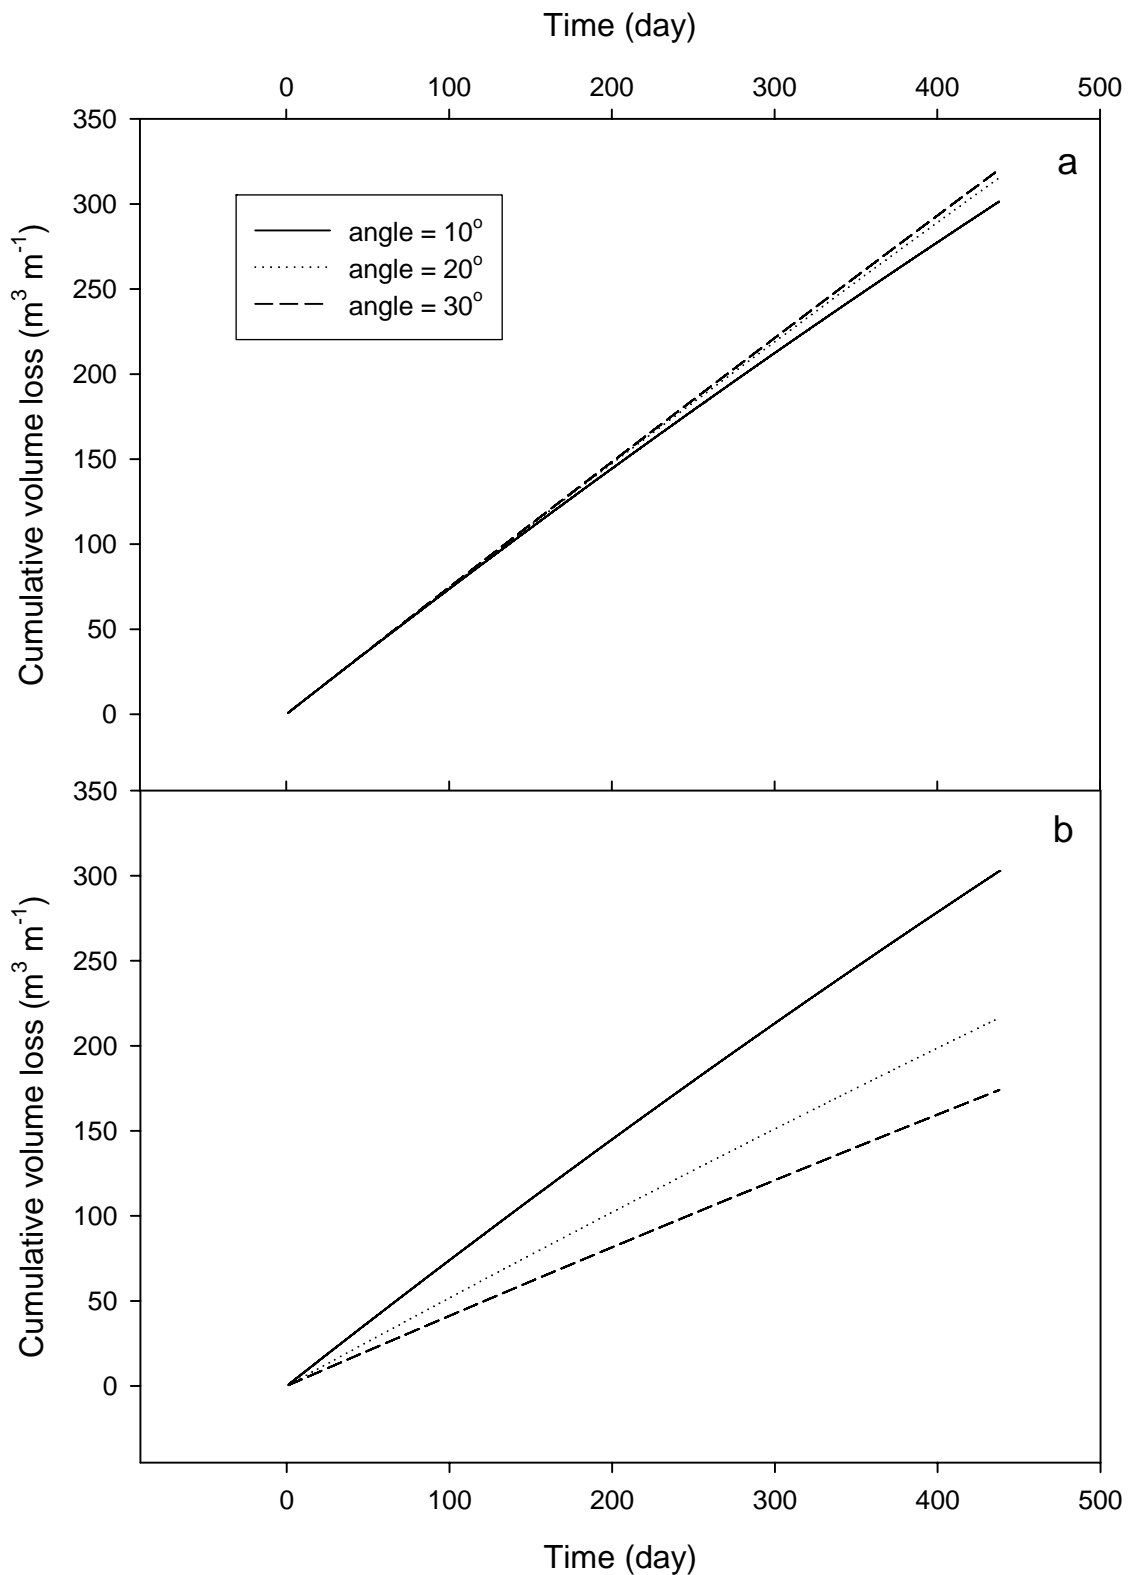 Time (day)
0 100 200 300 400 500
350
a
300
250
200
150
100
50
0
Cumulative volume loss (m³ m⁻¹)
angle = 10°
angle = 20°
angle = 30°
350
b
300
250
200
150
100
50
0
Cumulative volume loss (m³ m⁻¹)
0 100 200 300 400 500
Time (day)